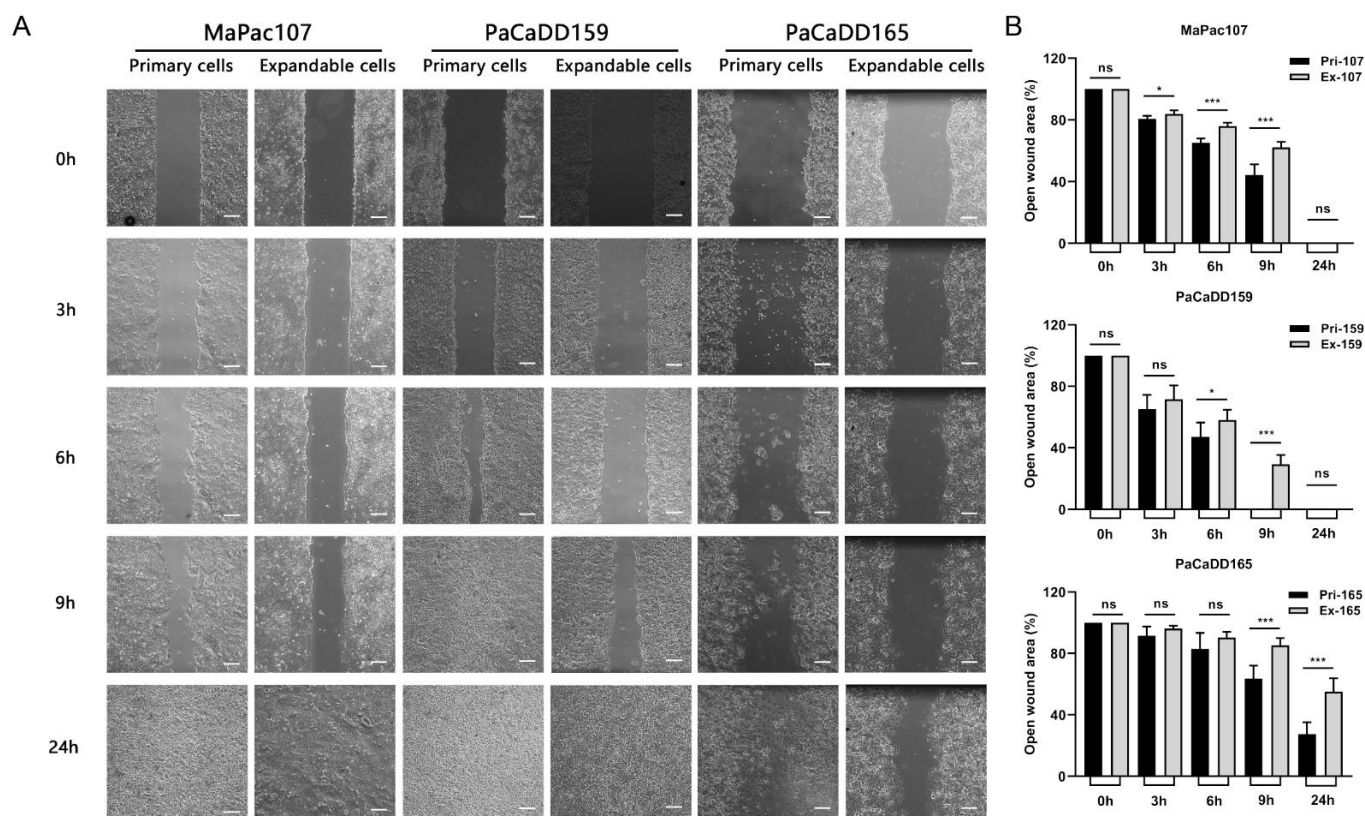 A
MaPac107 PaCaDD159 PaCaDD165
Primary cells Expandable cells Primary cells Expandable cells Primary cells Expandable cells
0h
3h
6h
9h
24h
B
MaPac107
Open wound area (%)
120
80
40
0
ns * *** *** ns
Pri-107
Ex-107
0h 3h 6h 9h 24h
PaCaDD159
Open wound area (%)
120
80
40
0
ns ns * *** ns
Pri-159
Ex-159
0h 3h 6h 9h 24h
PaCaDD165
Open wound area (%)
120
80
40
0
ns ns ns *** ***
Pri-165
Ex-165
0h 3h 6h 9h 24h